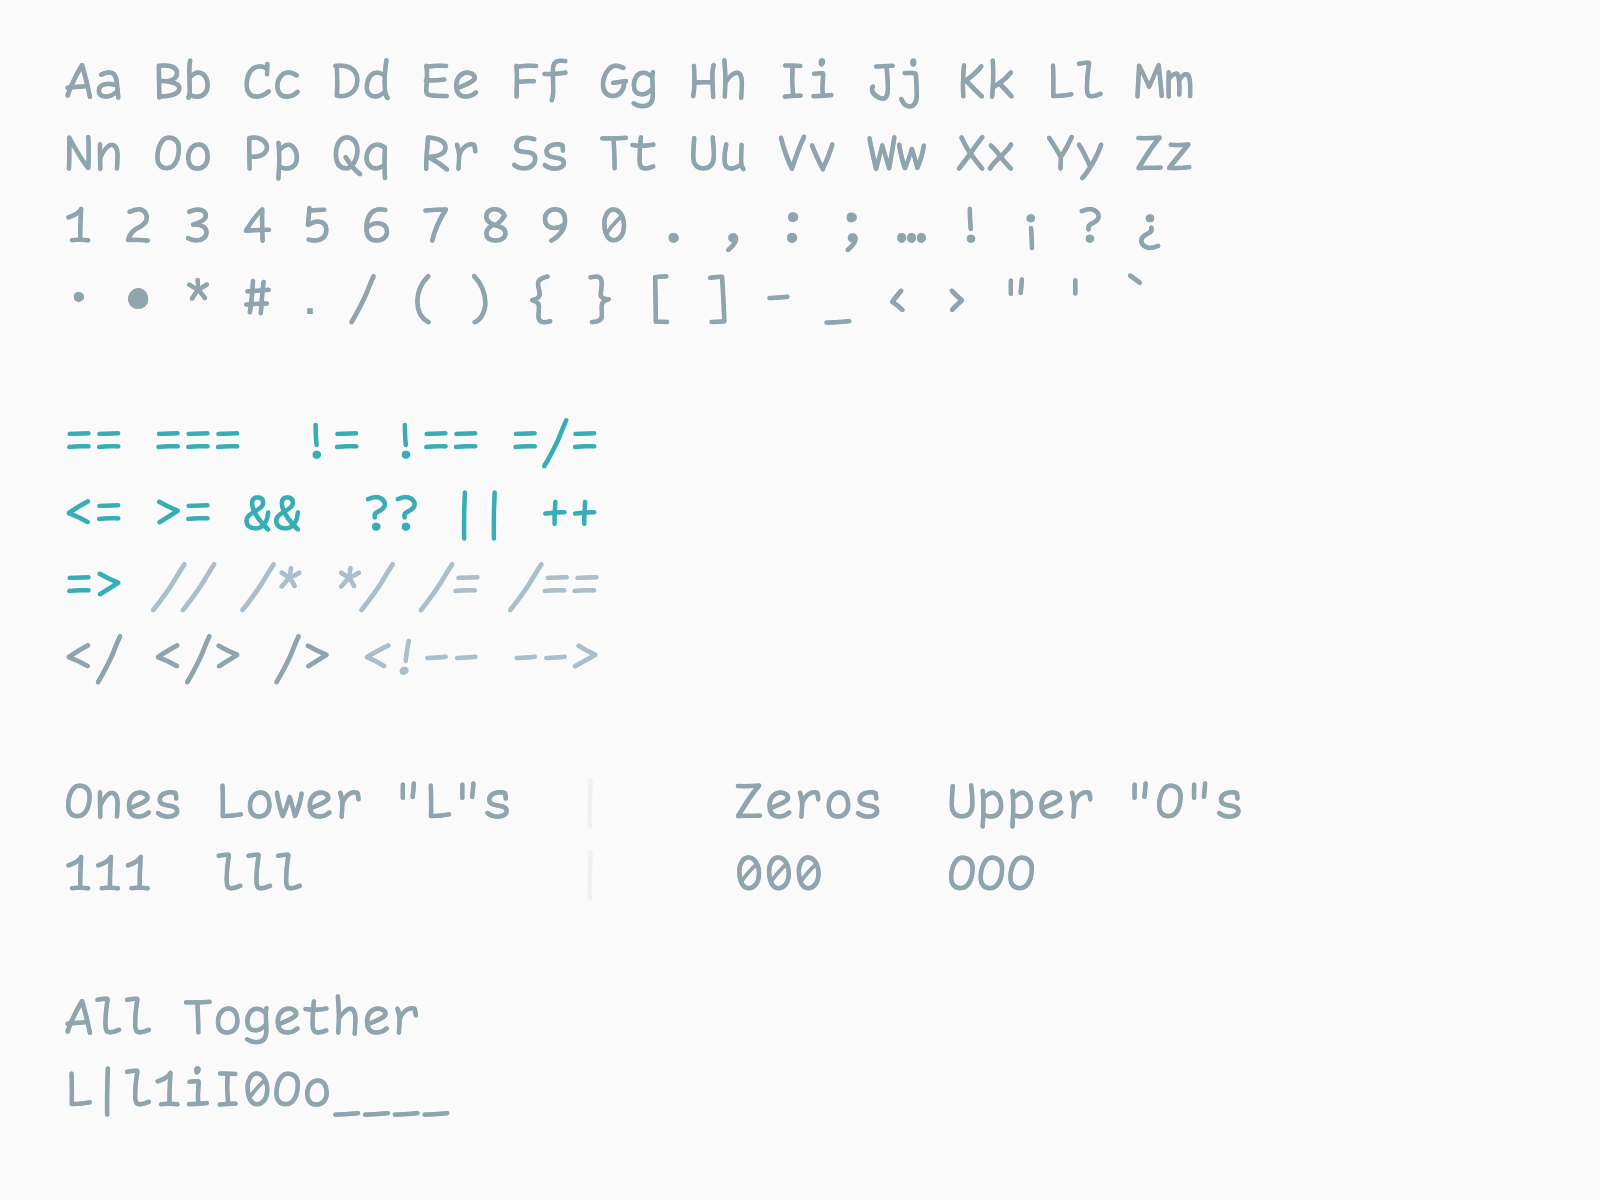 Aa Bb Cc Dd Ee Ff Gg Hh Ii Jj Kk Ll Mm
Nn Oo Pp Qq Rr Ss Tt Uu Vv Ww Xx Yy Zz
1 2 3 4 5 6 7 8 9 0 . , : ; … ! ¡ ? ¿
· • * # . / ( ) { } [ ] - _ ‹ › " ' `
== === != !== =/=
<= >= && ?? || ++
=> // /* */ /= /==
</ </> /> <!-- -->
Ones Lower "L"s | Zeros Upper "O"s
111 lll | 000 OOO
All Together
L|l1iI0Oo____